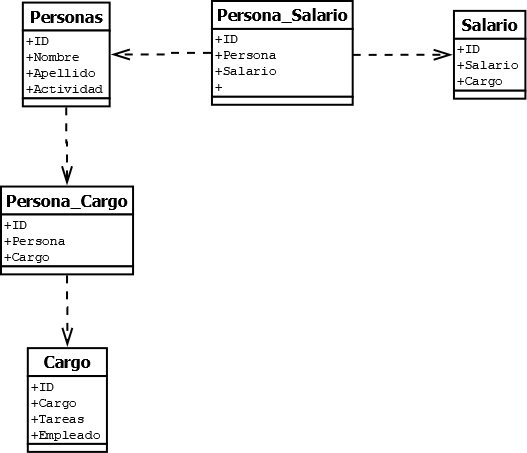 Personas
+ID
+Nombre
+Apellido
+Actividad
Persona_Salario
+ID
+Persona
+Salario
+
Salario
+ID
+Salario
+Cargo
Persona_Cargo
+ID
+Persona
+Cargo
Cargo
+ID
+Cargo
+Tareas
+Empleado